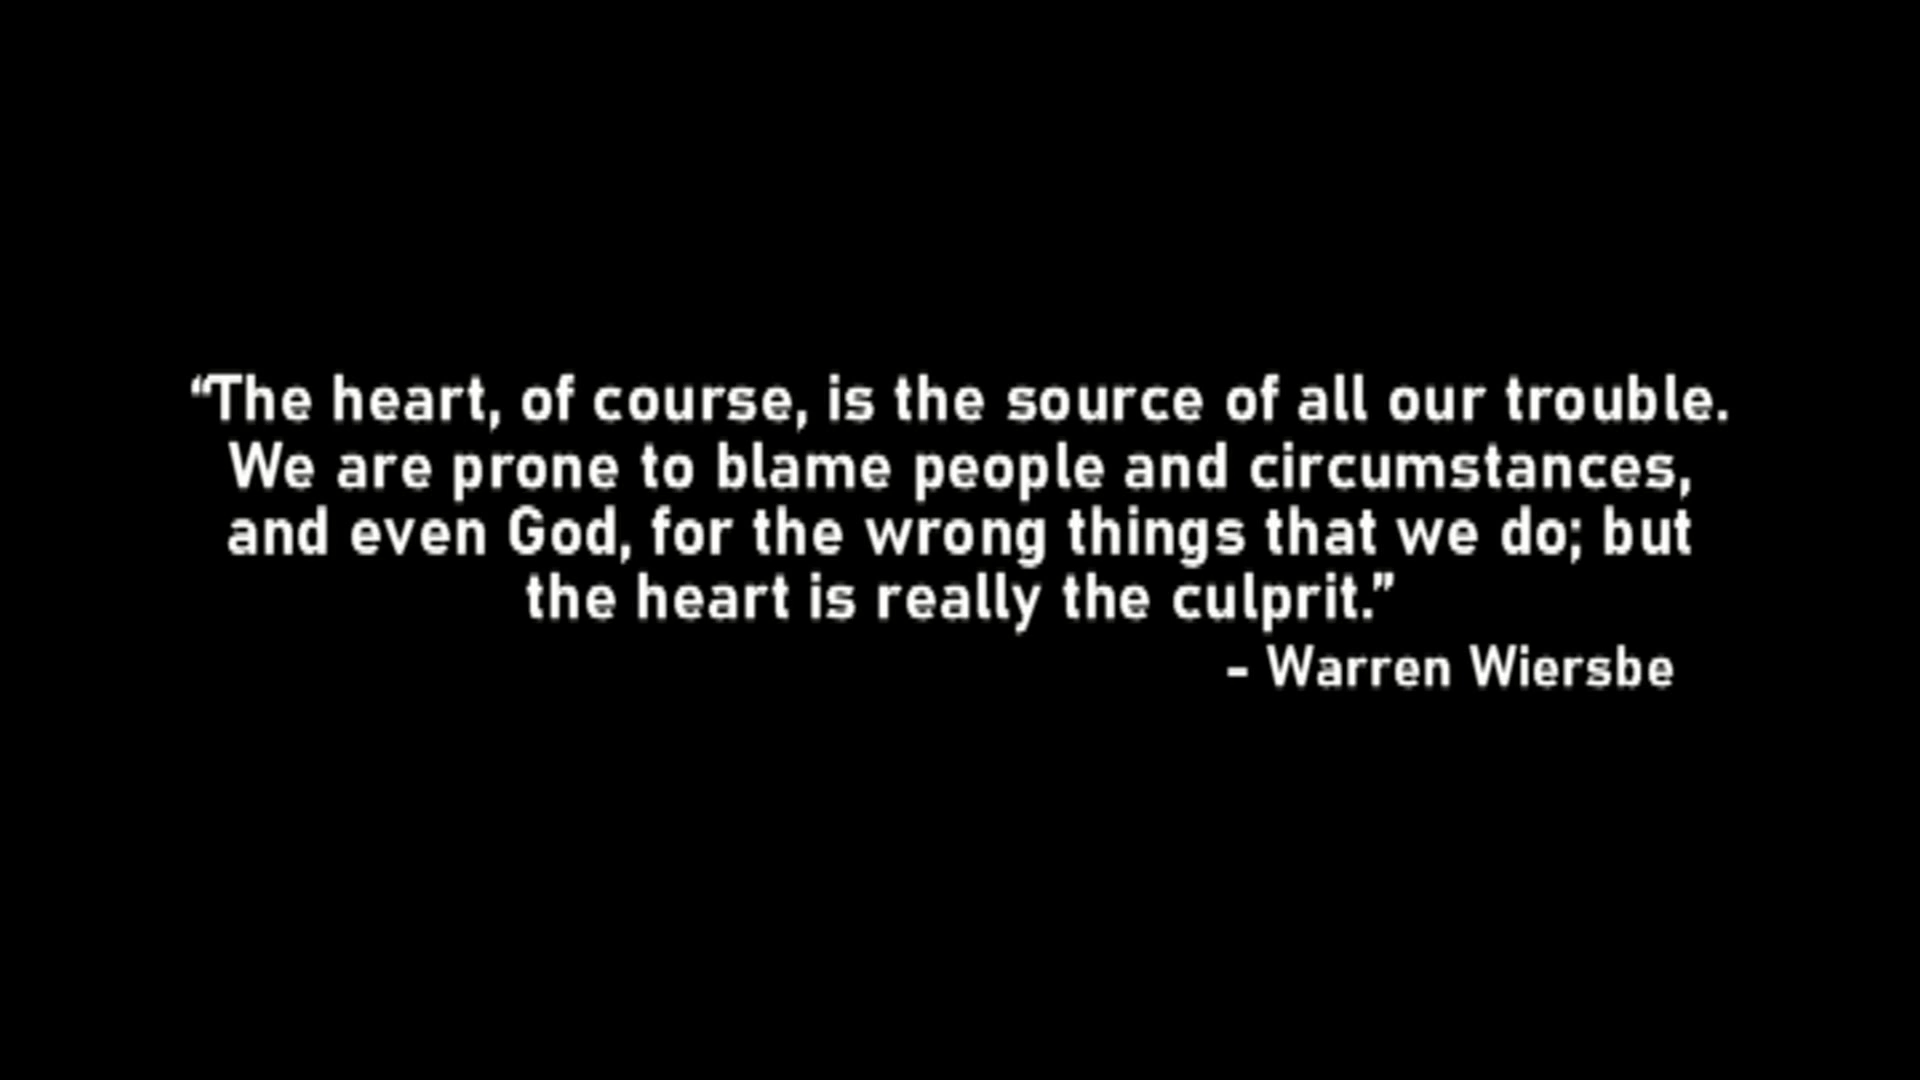 “The heart, of course, is the source of all our trouble.
We are prone to blame people and circumstances,
and even God, for the wrong things that we do; but
the heart is really the culprit.”
- Warren Wiersbe